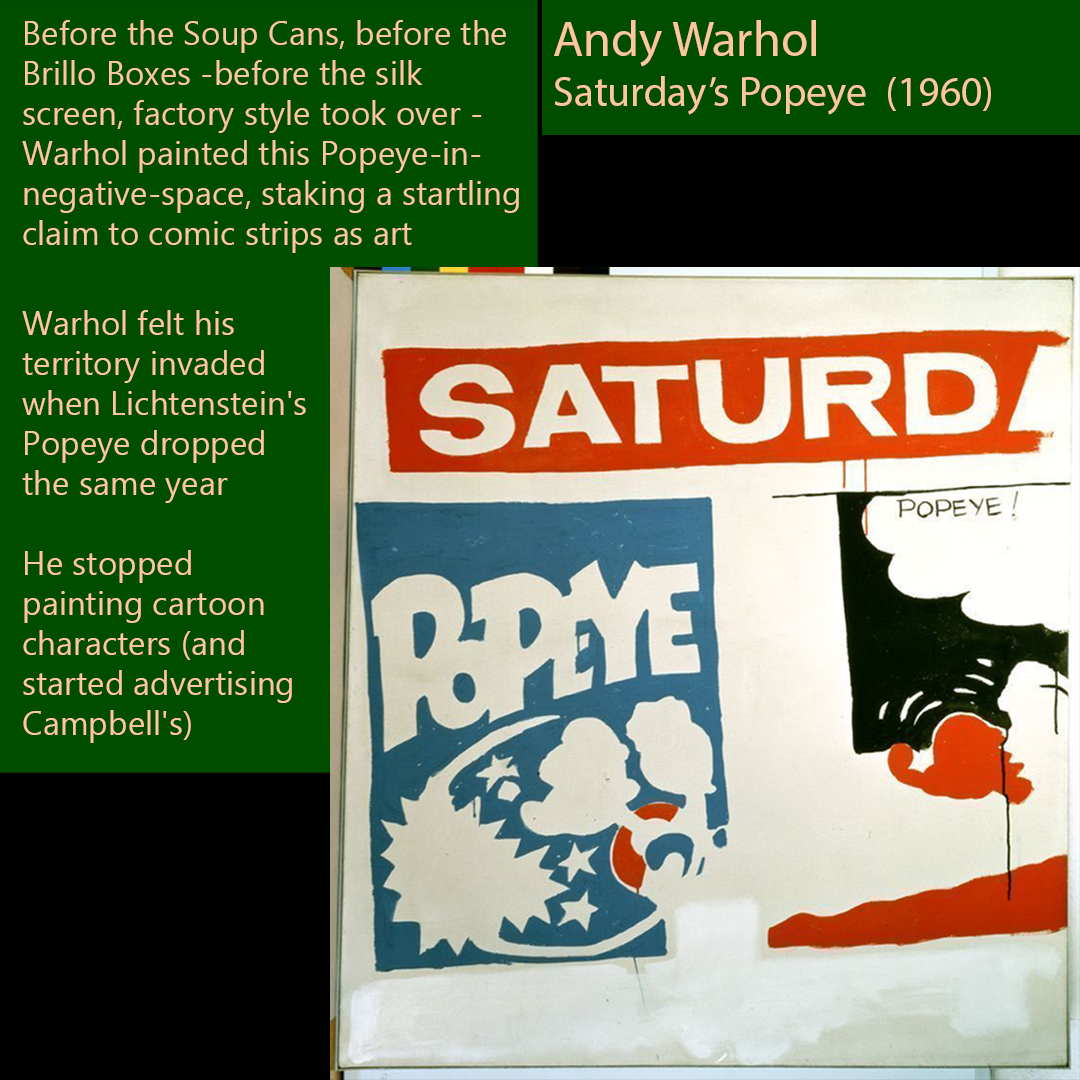 Before the Soup Cans, before the
Brillo Boxes -before the silk
screen, factory style took over -
Warhol painted this Popeye-in-
negative-space, staking a startling
claim to comic strips as art
Warhol felt his
territory invaded
when Lichtenstein's
Popeye dropped
the same year
He stopped
painting cartoon
characters (and
started advertising
Campbell's)
Andy Warhol
Saturday’s Popeye  (1960)
SATURDA
POPEYE!
POPEYE